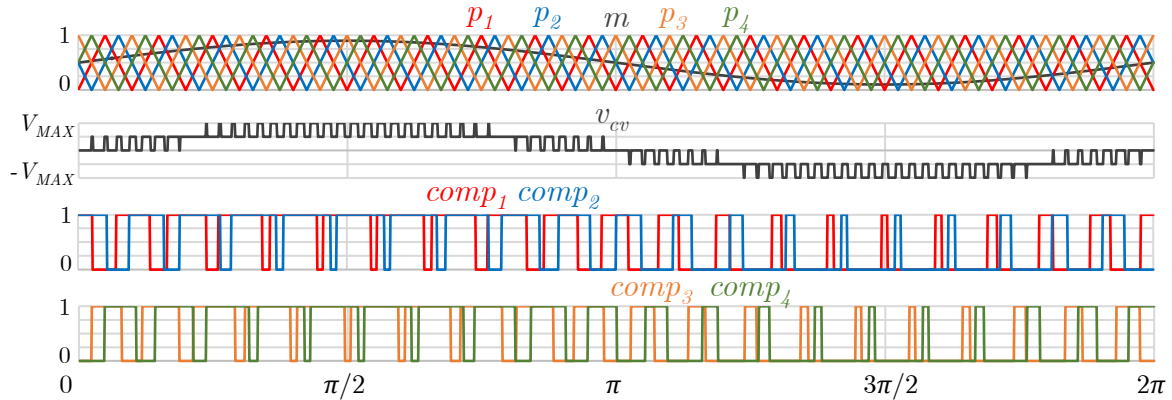 p1 p2 m p3 p4
1
0
VMAX
vcv
-VMAX
comp1 comp2
1
0
comp3 comp4
1
0
0 π/2 π 3π/2 2π